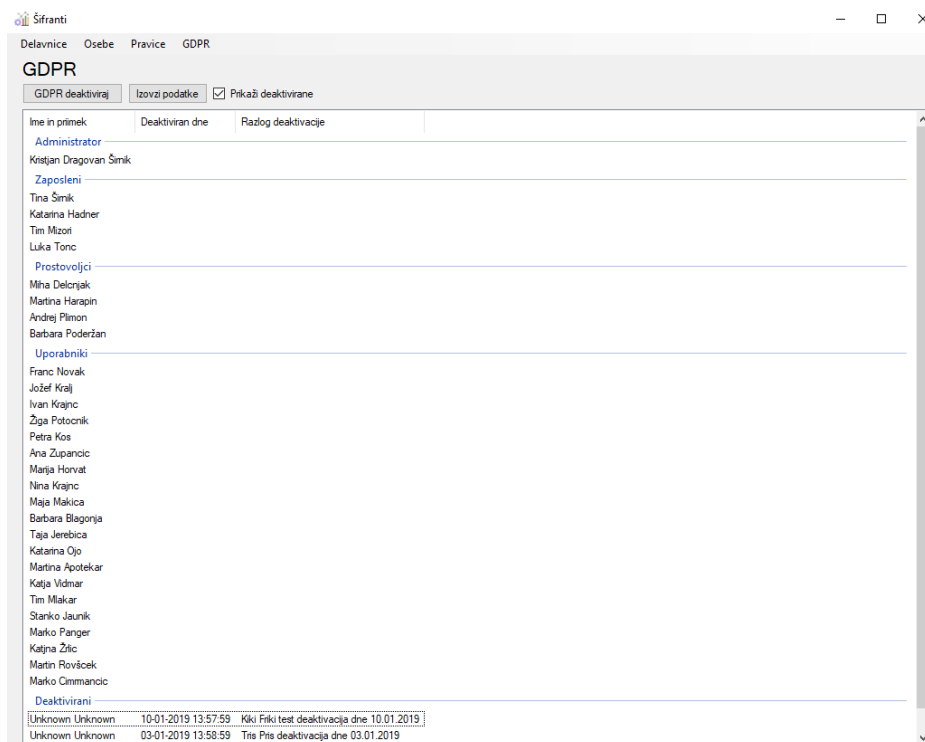 Šifranti
Delavnice Osebe Pravice GDPR
GDPR
GDPR deaktiviraj Izovzi podatke Prikaži deaktivirane
Ime in priimek Deaktiviran dne Razlog deaktivacije
Administrator
Kristjan Dragovan Širnik
Zaposleni
Tina Širnik
Katarina Hadner
Tim Mizori
Luka Tonc
Prostovoljci
Miha Delcnjak
Martina Harapin
Andrej Plimon
Barbara Poderžan
Uporabniki
Franc Novak
Jožef Kralj
Ivan Krajnc
Žiga Potocnik
Petra Kos
Ana Zupancic
Marija Horvat
Nina Krajnc
Maja Makica
Barbara Blagonja
Taja Jerebica
Katarina Ojo
Martina Apotekar
Katja Vidmar
Tim Mlakar
Stanko Jaunik
Marko Panger
Katjna Žrlic
Martin Rovšcek
Marko Cimmancic
Deaktivirani
Unknown Unknown 10-01-2019 13:57:59 Kiki Friki test deaktivacija dne 10.01.2019
Unknown Unknown 03-01-2019 13:58:59 Tris Pris deaktivacija dne 03.01.2019